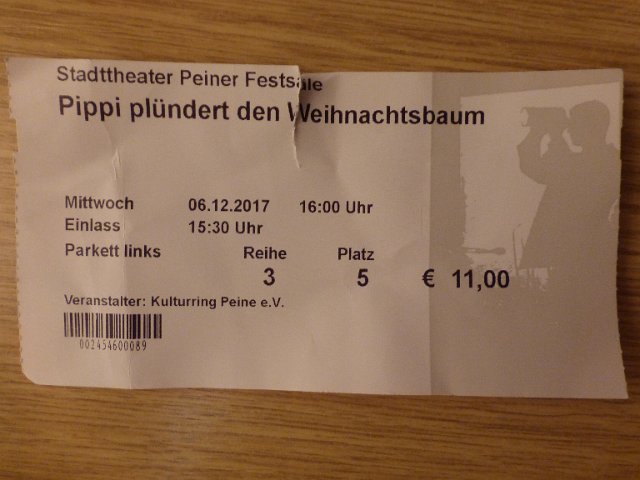 Stadttheater Peiner Festsäle
Pippi plündert den Weihnachtsbaum
Mittwoch 06.12.2017 16:00 Uhr
Einlass 15:30 Uhr
Parkett links Reihe Platz
3 5 € 11,00
Veranstalter: Kulturring Peine e.V.
002454600089